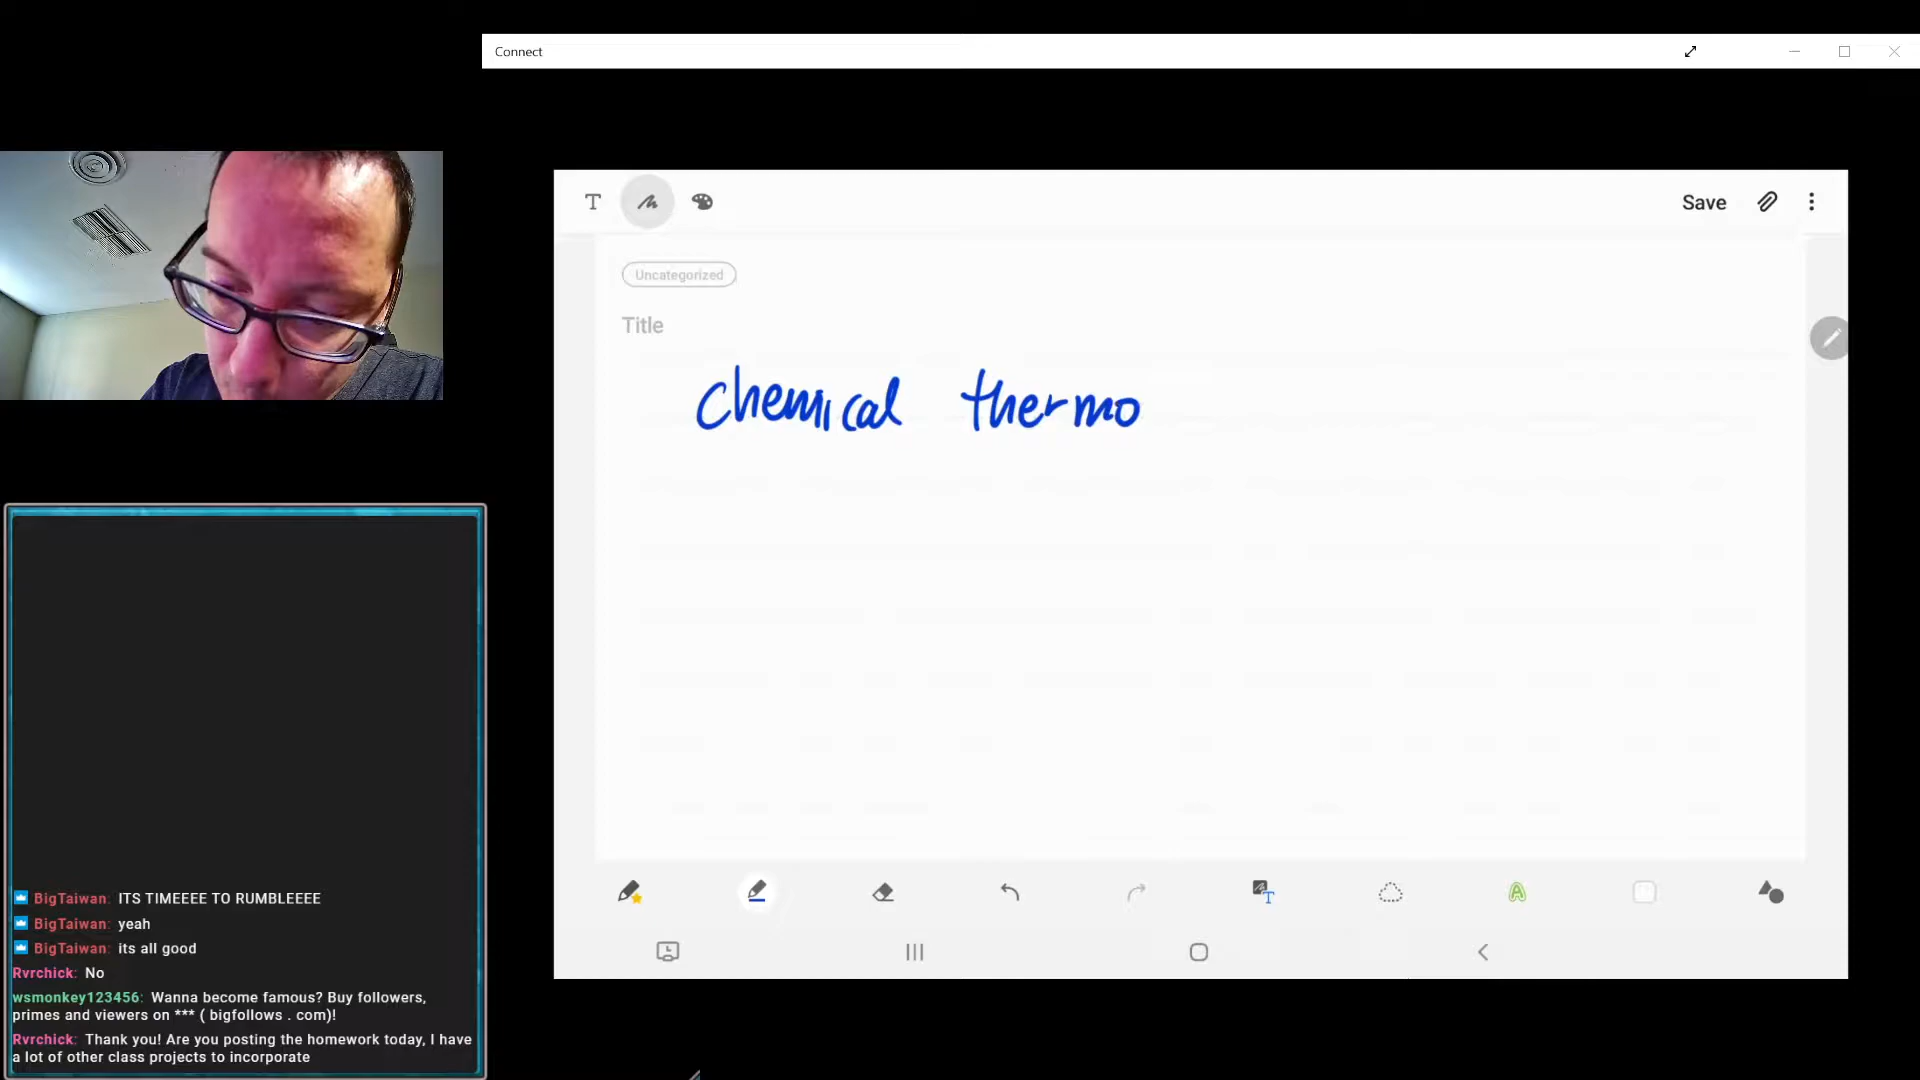 Connect
Save
Uncategorized
Title
chemical thermo
BigTaiwan: ITS TIMEEEE TO RUMBLEEEE
BigTaiwan: yeah
BigTaiwan: its all good
Rvrchick: No
wsmonkey123456: Wanna become famous? Buy followers,
primes and viewers on *** ( bigfollows . com)!
Rvrchick: Thank you! Are you posting the homework today, I have
a lot of other class projects to incorporate